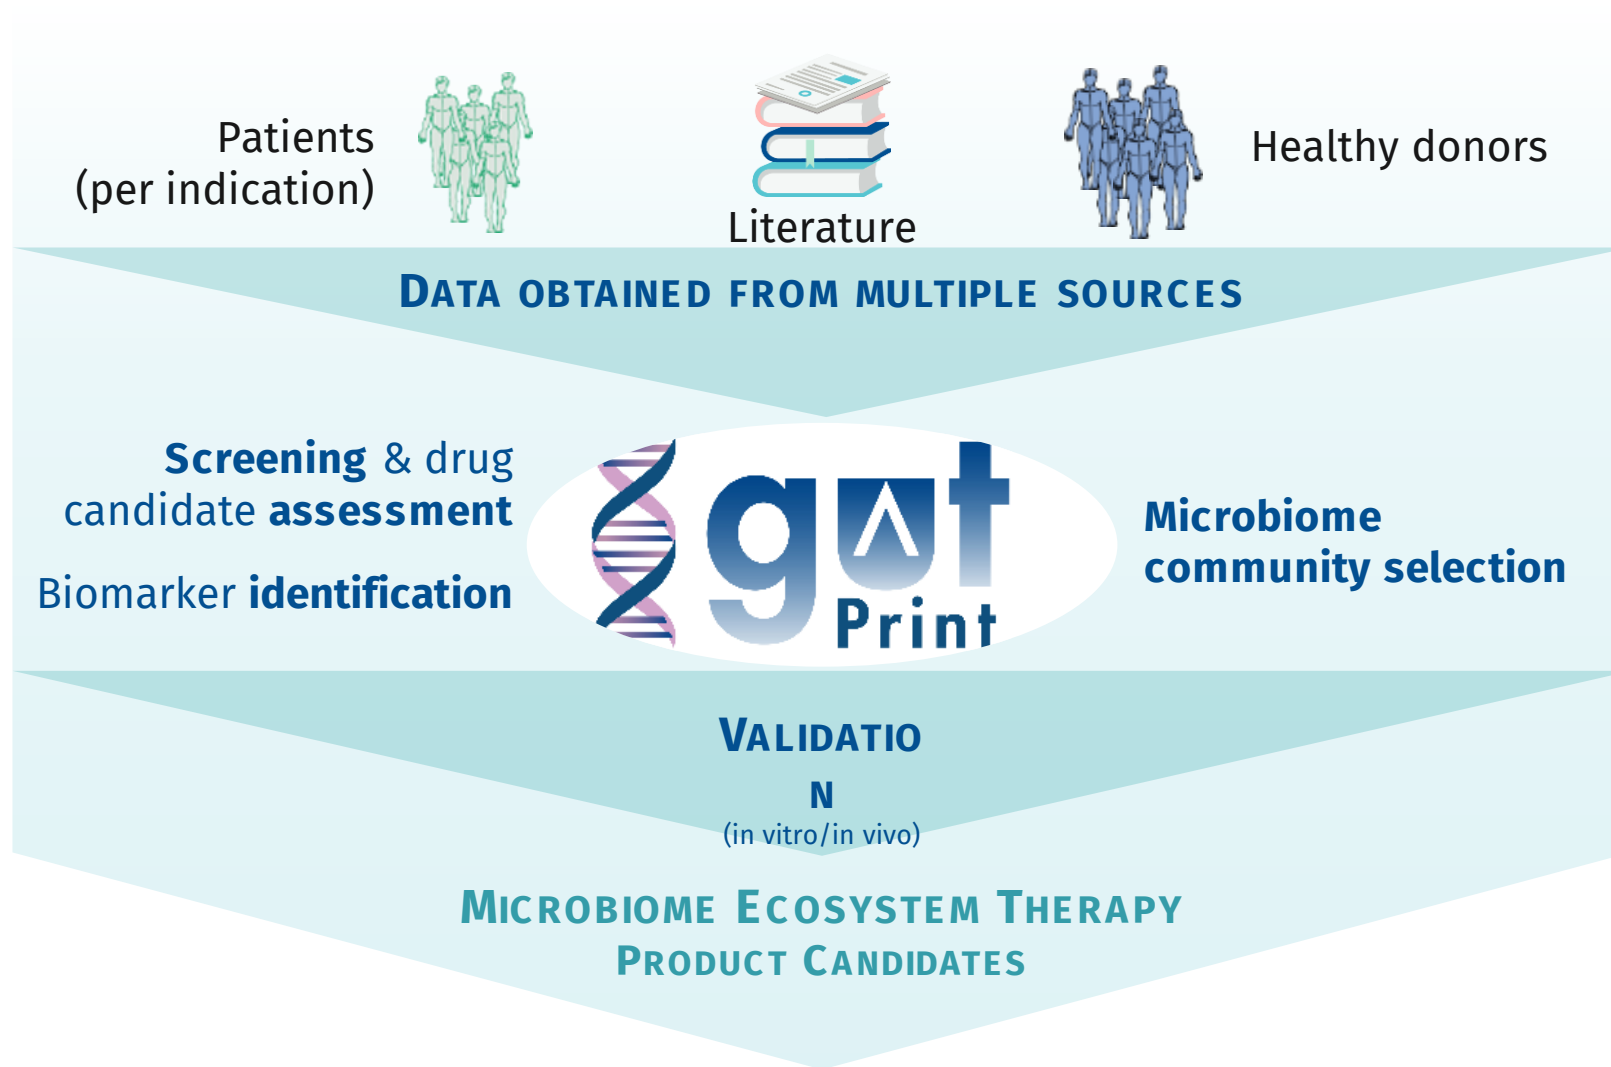 Patients
(per indication)
Literature
Healthy donors
DATA OBTAINED FROM MULTIPLE SOURCES
Screening & drug
candidate assessment
Biomarker identification
gut
Print
Microbiome
community selection
VALIDATIO
N
(in vitro/in vivo)
MICROBIOME ECOSYSTEM THERAPY
PRODUCT CANDIDATES